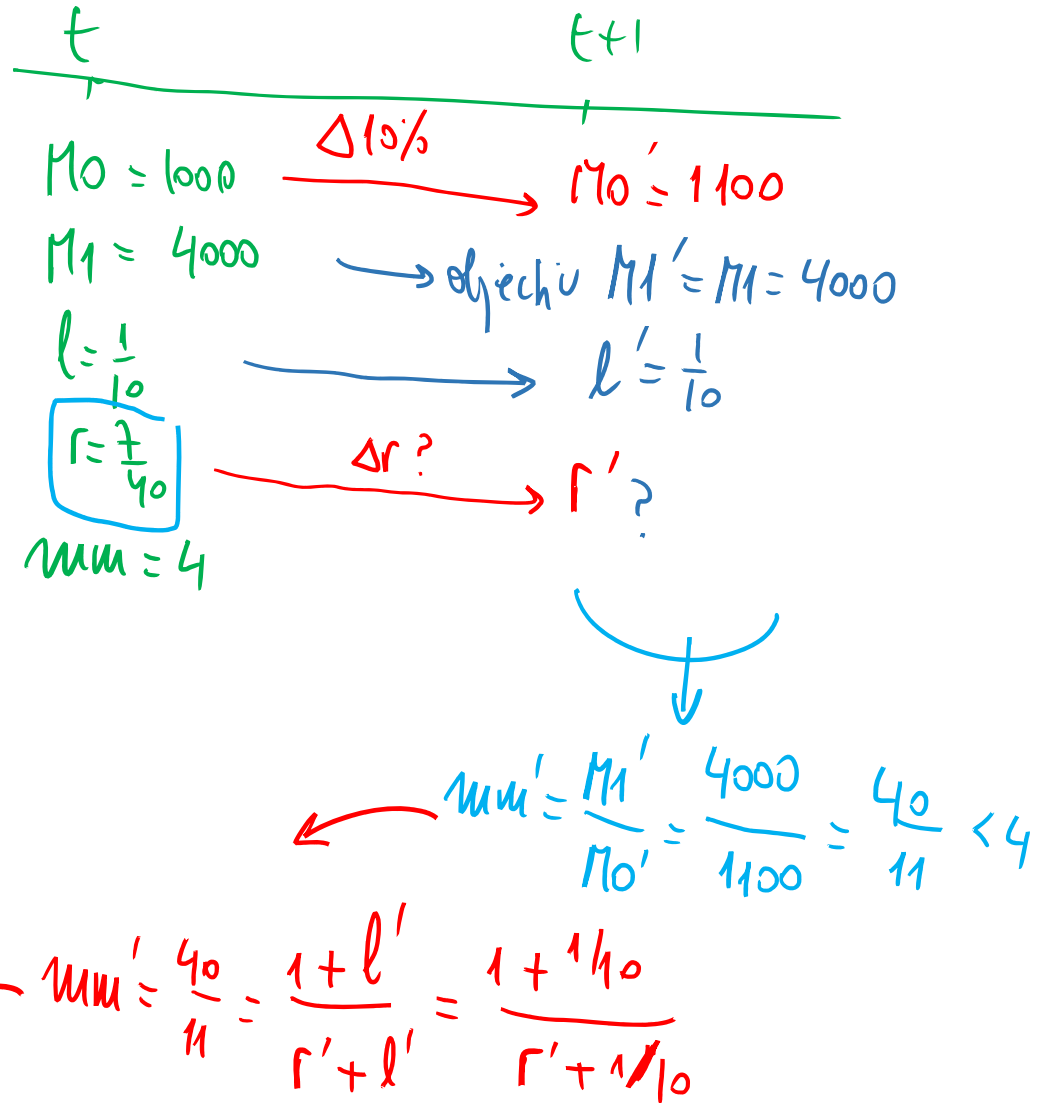 t t+1
M0 = 1000 Δ10% M0' = 1100
M1 = 4000 → obiectiv M1' = M1 = 4000
l = 1/10 → l' = 1/10
r = 7/40 Δr? r' ?
mm = 4
mm' = M1'/M0' = 4000/1100 = 40/11 < 4
mm' = 40/11 = (1 + l')/(r' + l') = (1 + 1/10)/(r' + 1/10)